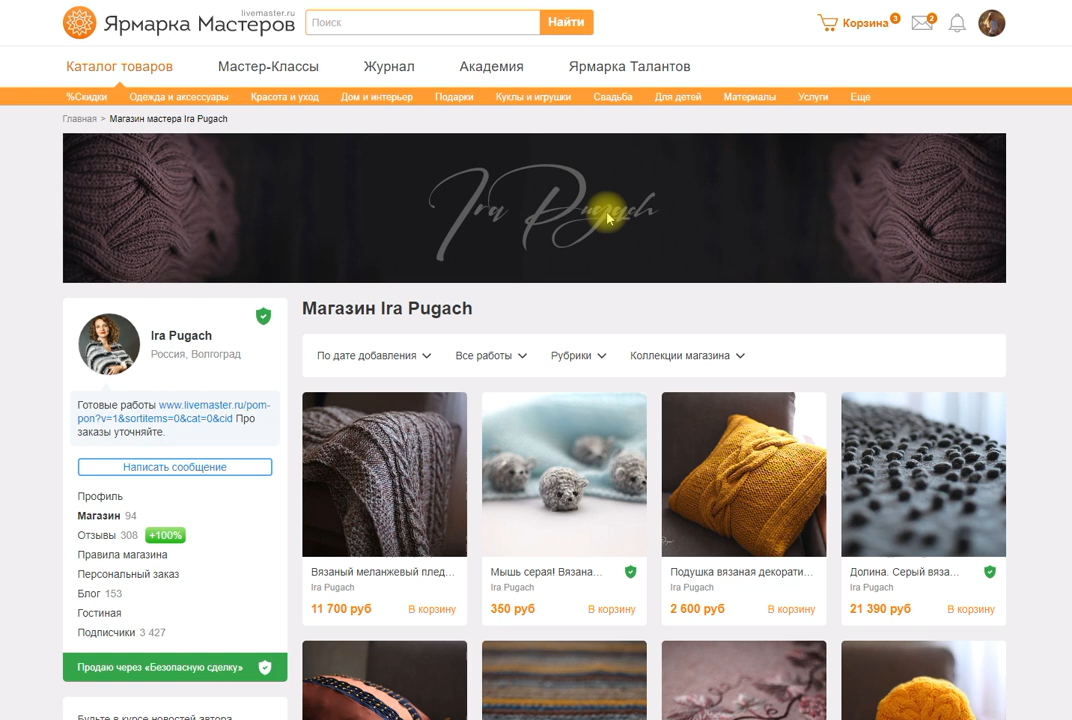 livemaster.ru
Ярмарка Мастеров
Поиск
Найти
Корзина 3
2
Каталог товаров
Мастер-Классы
Журнал
Академия
Ярмарка Талантов
%Скидки
Одежда и аксессуары
Красота и уход
Дом и интерьер
Подарки
Куклы и игрушки
Свадьба
Для детей
Материалы
Услуги
Еще
Главная > Магазин мастера Ira Pugach
Ira Pugach
Ira Pugach
Россия, Волгоград
Готовые работы www.livemaster.ru/pom-
pon?v=1&sortitems=0&cat=0&cid Про
заказы уточняйте.
Написать сообщение
Профиль
Магазин 94
Отзывы 308 +100%
Правила магазина
Персональный заказ
Блог 153
Гостиная
Подписчики 3 427
Продаю через «Безопасную сделку»
Будьте в курсе новостей автора
Магазин Ira Pugach
По дате добавления
Все работы
Рубрики
Коллекции магазина
Вязаный меланжевый плед...
Ira Pugach
11 700 руб
В корзину
Мышь серая! Вязана...
Ira Pugach
350 руб
В корзину
Подушка вязаная декорати...
Ira Pugach
2 600 руб
В корзину
Долина. Серый вяза...
Ira Pugach
21 390 руб
В корзину